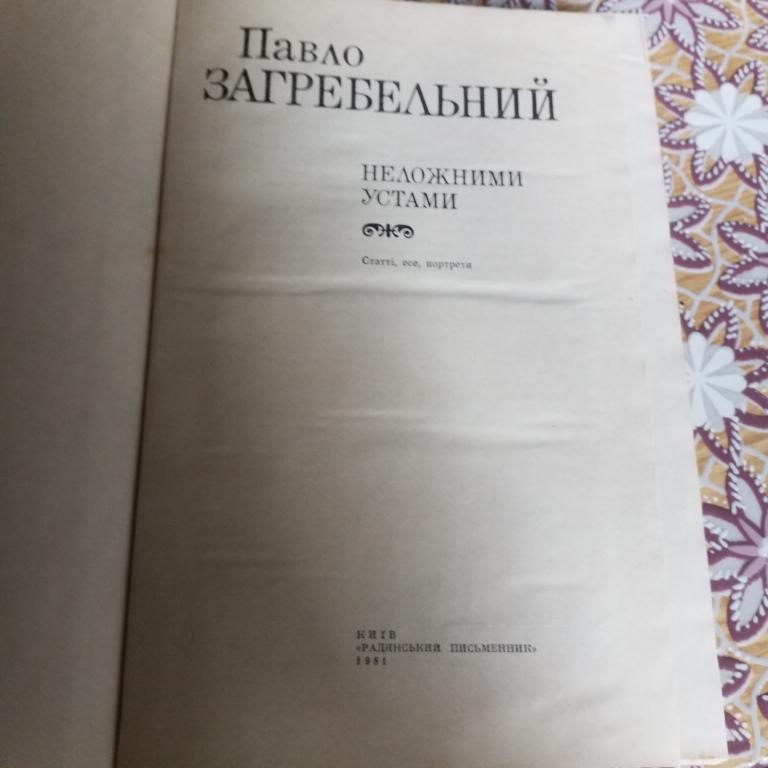 Павло
ЗАГРЕБЕЛЬНИЙ
НЕЛОЖНИМИ
УСТАМИ
Статті, есе, портрети
КИЇВ
«РАДЯНСЬКИЙ ПИСЬМЕННИК»
1981